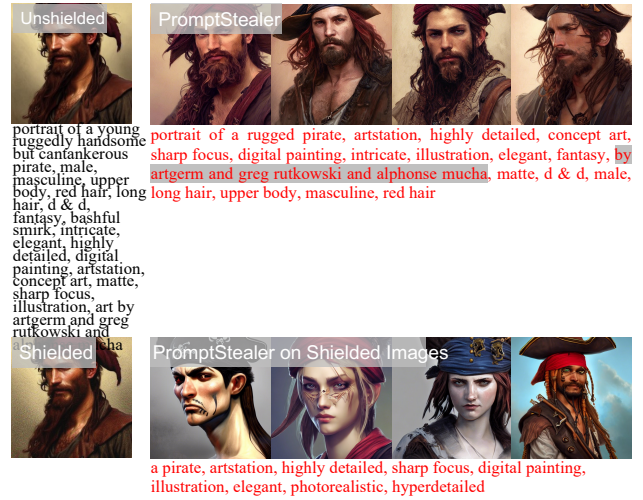 Unshielded
PromptStealer
portrait of a young
ruggedly handsome
but cantankerous
pirate, male,
masculine, upper
body, red hair, long
hair, d & d,
fantasy, bashful
smirk, intricate,
elegant, highly
detailed, digital
painting, artstation,
concept art, matte,
sharp focus,
illustration, art by
artgerm and greg
rutkowski and
cha
portrait of a rugged pirate, artstation, highly detailed, concept art,
sharp focus, digital painting, intricate, illustration, elegant, fantasy, by
artgerm and greg rutkowski and alphonse mucha, matte, d & d, male,
long hair, upper body, masculine, red hair
Shielded
PromptStealer on Shielded Images
a pirate, artstation, highly detailed, sharp focus, digital painting,
illustration, elegant, photorealistic, hyperdetailed